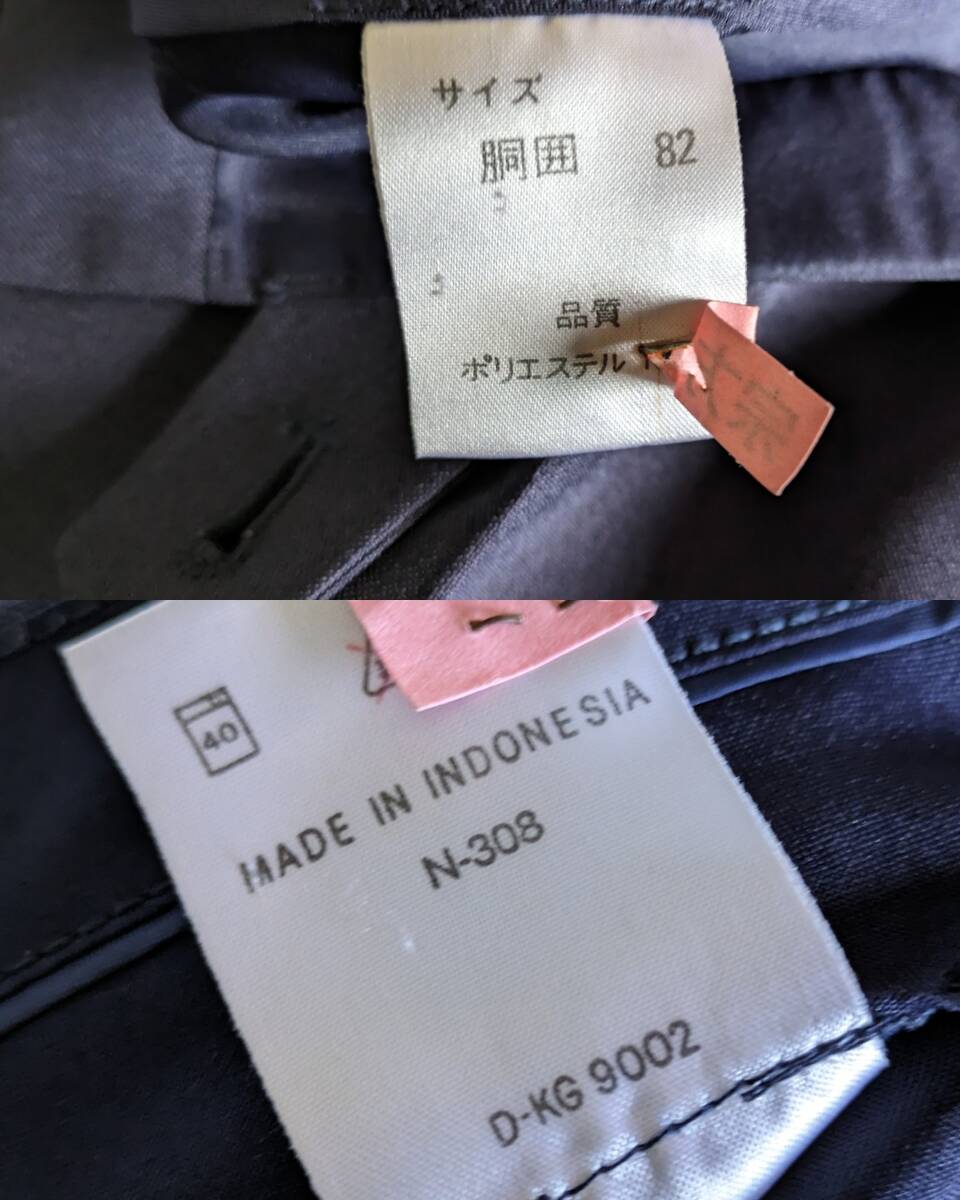 サイズ
胴囲 82
品質
ポリエステル
40
MADE IN INDONESIA
N-308
D-KG 9002